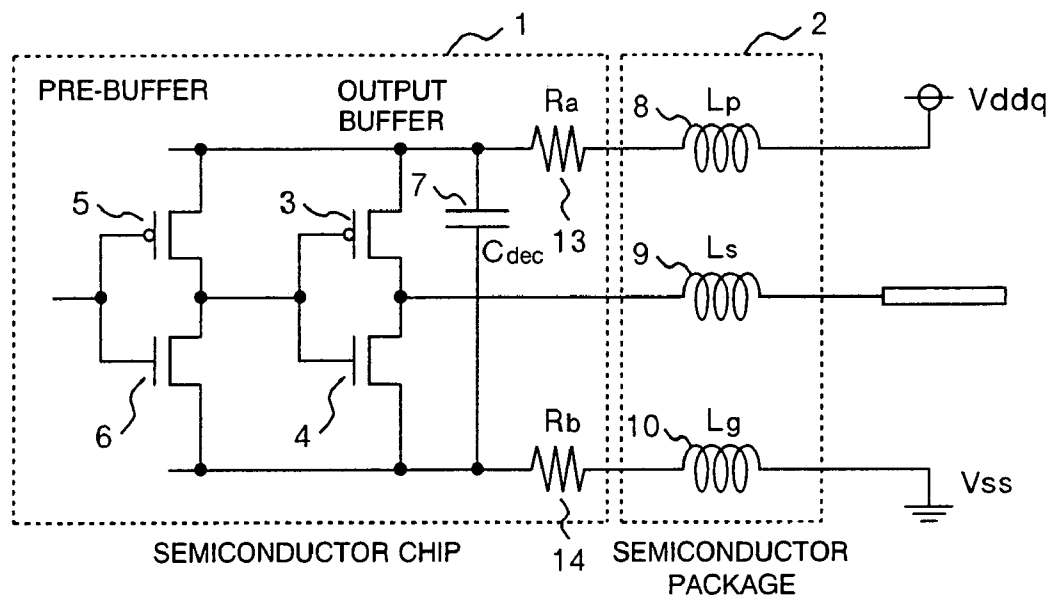 1
2
PRE-BUFFER
OUTPUT
BUFFER
Ra
8
Lp
Vddq
5
3
7
13
Cdec
9
Ls
6
4
Rb
10
Lg
Vss
14
SEMICONDUCTOR CHIP
SEMICONDUCTOR
PACKAGE